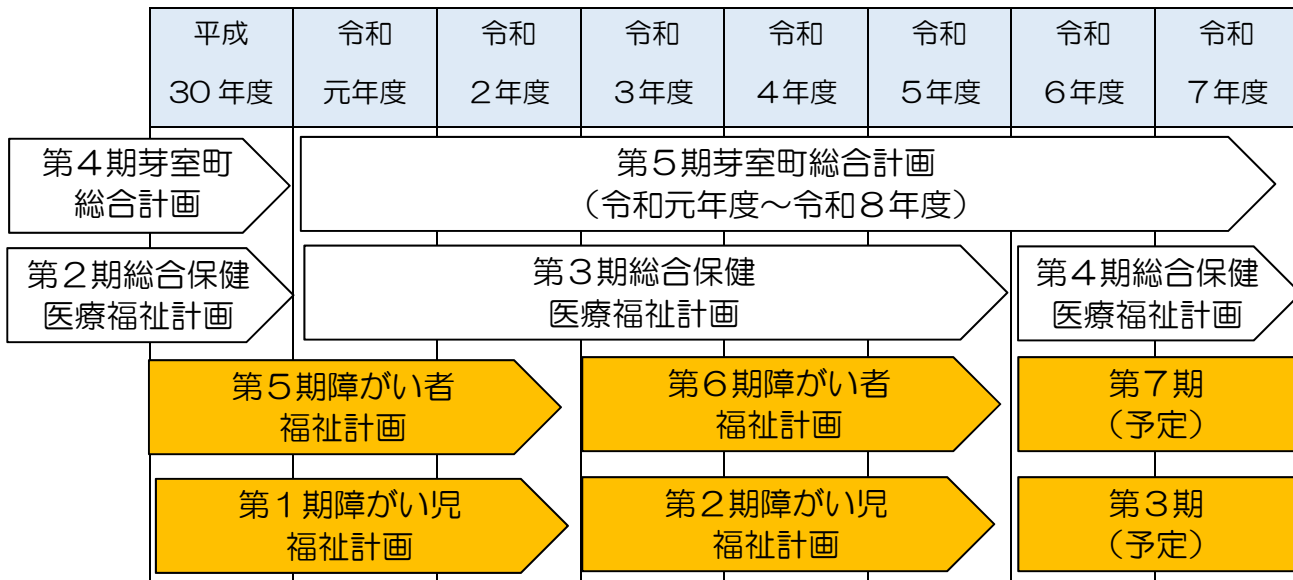 平成 令和 令和 令和 令和 令和 令和 令和
30年度 元年度 2年度 3年度 4年度 5年度 6年度 7年度
第4期芽室町
総合計画
第5期芽室町総合計画
（令和元年度～令和8年度）
第2期総合保健
医療福祉計画
第3期総合保健
医療福祉計画
第4期総合保健
医療福祉計画
第5期障がい者
福祉計画
第6期障がい者
福祉計画
第7期
（予定）
第1期障がい児
福祉計画
第2期障がい児
福祉計画
第3期
（予定）